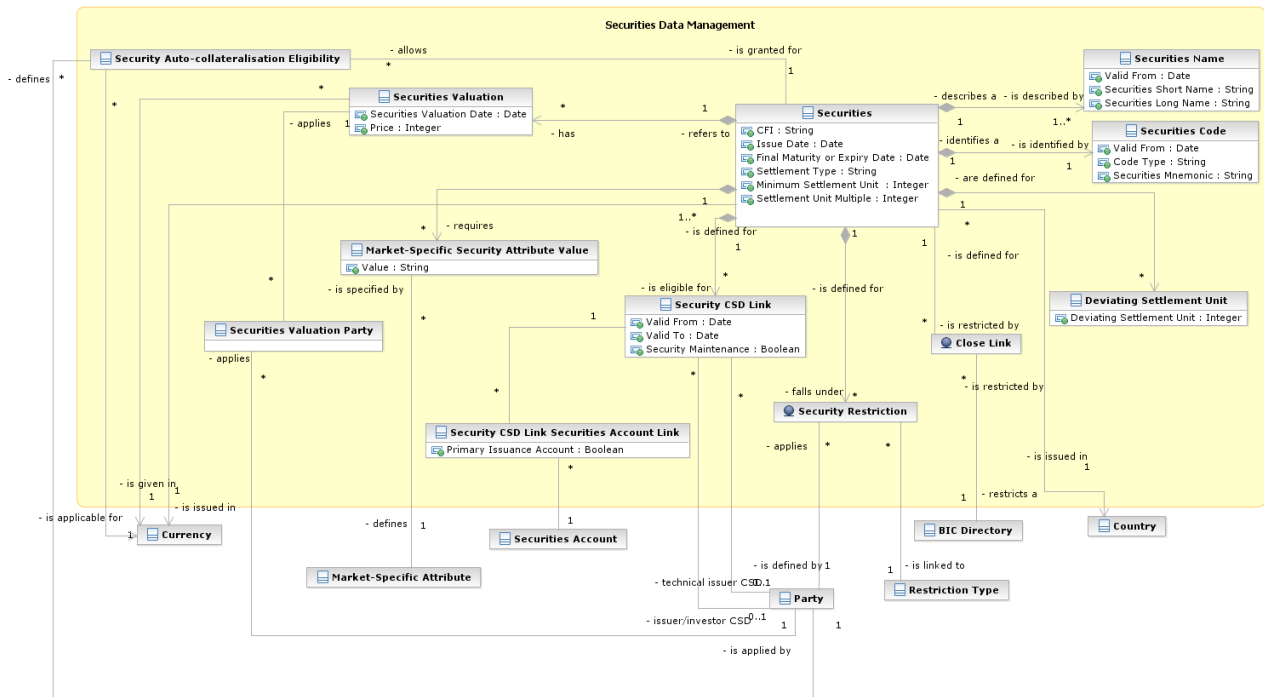 Securities Data Management
Security Auto-collateralisation Eligibility
- allows
*
- is granted for
1
- defines
*
*
*
Securities Name
Valid From : Date
Securities Short Name : String
Securities Long Name : String
- describes a
- is described by
1
1..*
Securities Valuation
Securities Valuation Date : Date
Price : Integer
- applies
1
*
- has
1
- refers to
Securities
CFI : String
Issue Date : Date
Final Maturity or Expiry Date : Date
Settlement Type : String
Minimum Settlement Unit : Integer
Settlement Unit Multiple : Integer
Securities Code
Valid From : Date
Code Type : String
Securities Mnemonic : String
- identifies a
- is identified by
1
1
- are defined for
1
*
1
1..*
- is defined for
1
1
1
*
- requires
Market-Specific Security Attribute Value
Value : String
- is specified by
*
- is defined for
- is eligible for
*
- is defined for
*
Deviating Settlement Unit
Deviating Settlement Unit : Integer
Security CSD Link
Valid From : Date
Valid To : Date
Security Maintenance : Boolean
1
*
*
*
*
Securities Valuation Party
- applies
*
*
- is restricted by
Close Link
*
- is restricted by
- falls under
*
Security Restriction
- applies
*
*
Security CSD Link Securities Account Link
Primary Issuance Account : Boolean
*
- is issued in
1
- restricts a
1
- is given in
1
1
- is issued in
- is applicable for
1
Currency
- defines
1
1
Securities Account
BIC Directory
Country
Market-Specific Attribute
- is defined by
1
- is linked to
1
Restriction Type
- technical issuer CSD
0..1
Party
- issuer/investor CSD
0..1
1
1
- is applied by